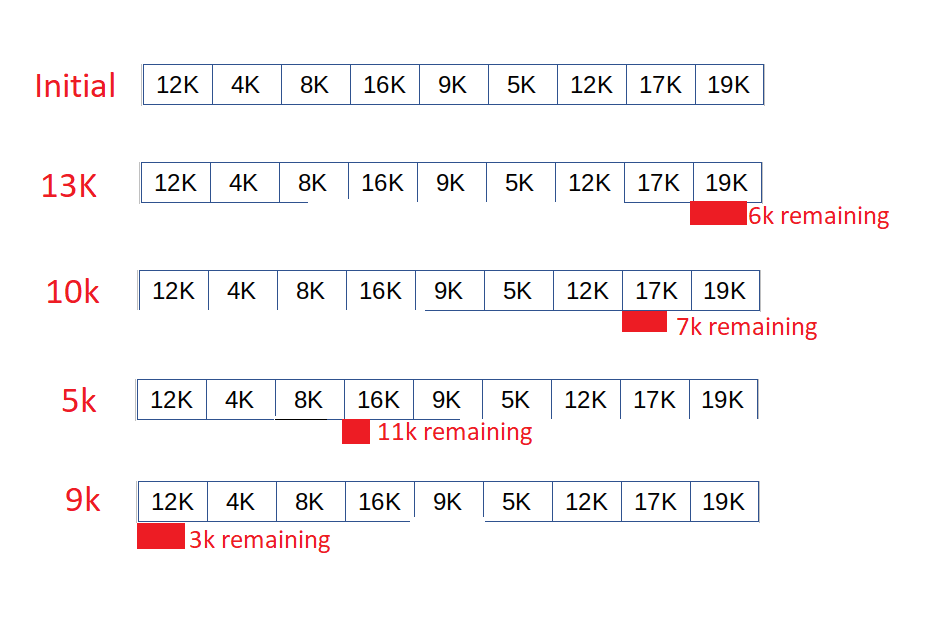 Initial 12K 4K 8K 16K 9K 5K 12K 17K 19K
13K 12K 4K 8K 16K 9K 5K 12K 17K 19K
6k remaining
10k 12K 4K 8K 16K 9K 5K 12K 17K 19K
7k remaining
5k 12K 4K 8K 16K 9K 5K 12K 17K 19K
11k remaining
9k 12K 4K 8K 16K 9K 5K 12K 17K 19K
3k remaining